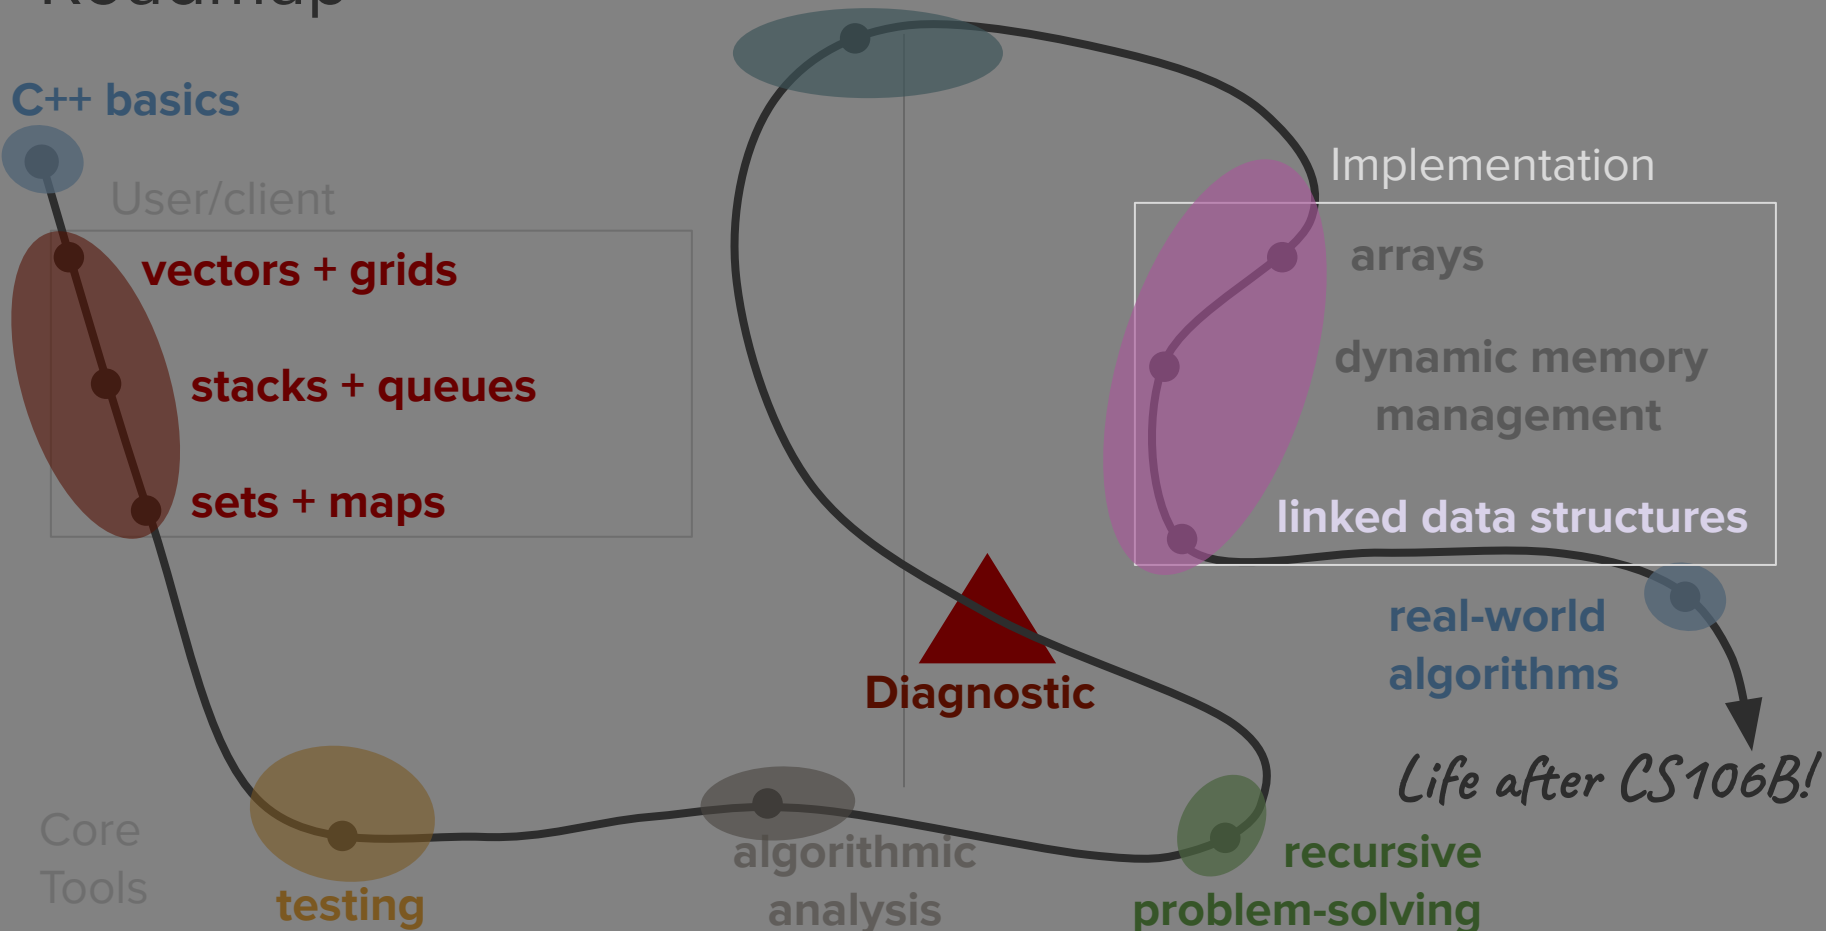 Roadmap
C++ basics
User/client
vectors + grids
stacks + queues
sets + maps
Core
Tools
testing
algorithmic
analysis
recursive
problem-solving
Diagnostic
Implementation
arrays
dynamic memory
management
linked data structures
real-world
algorithms
Life after CS106B!